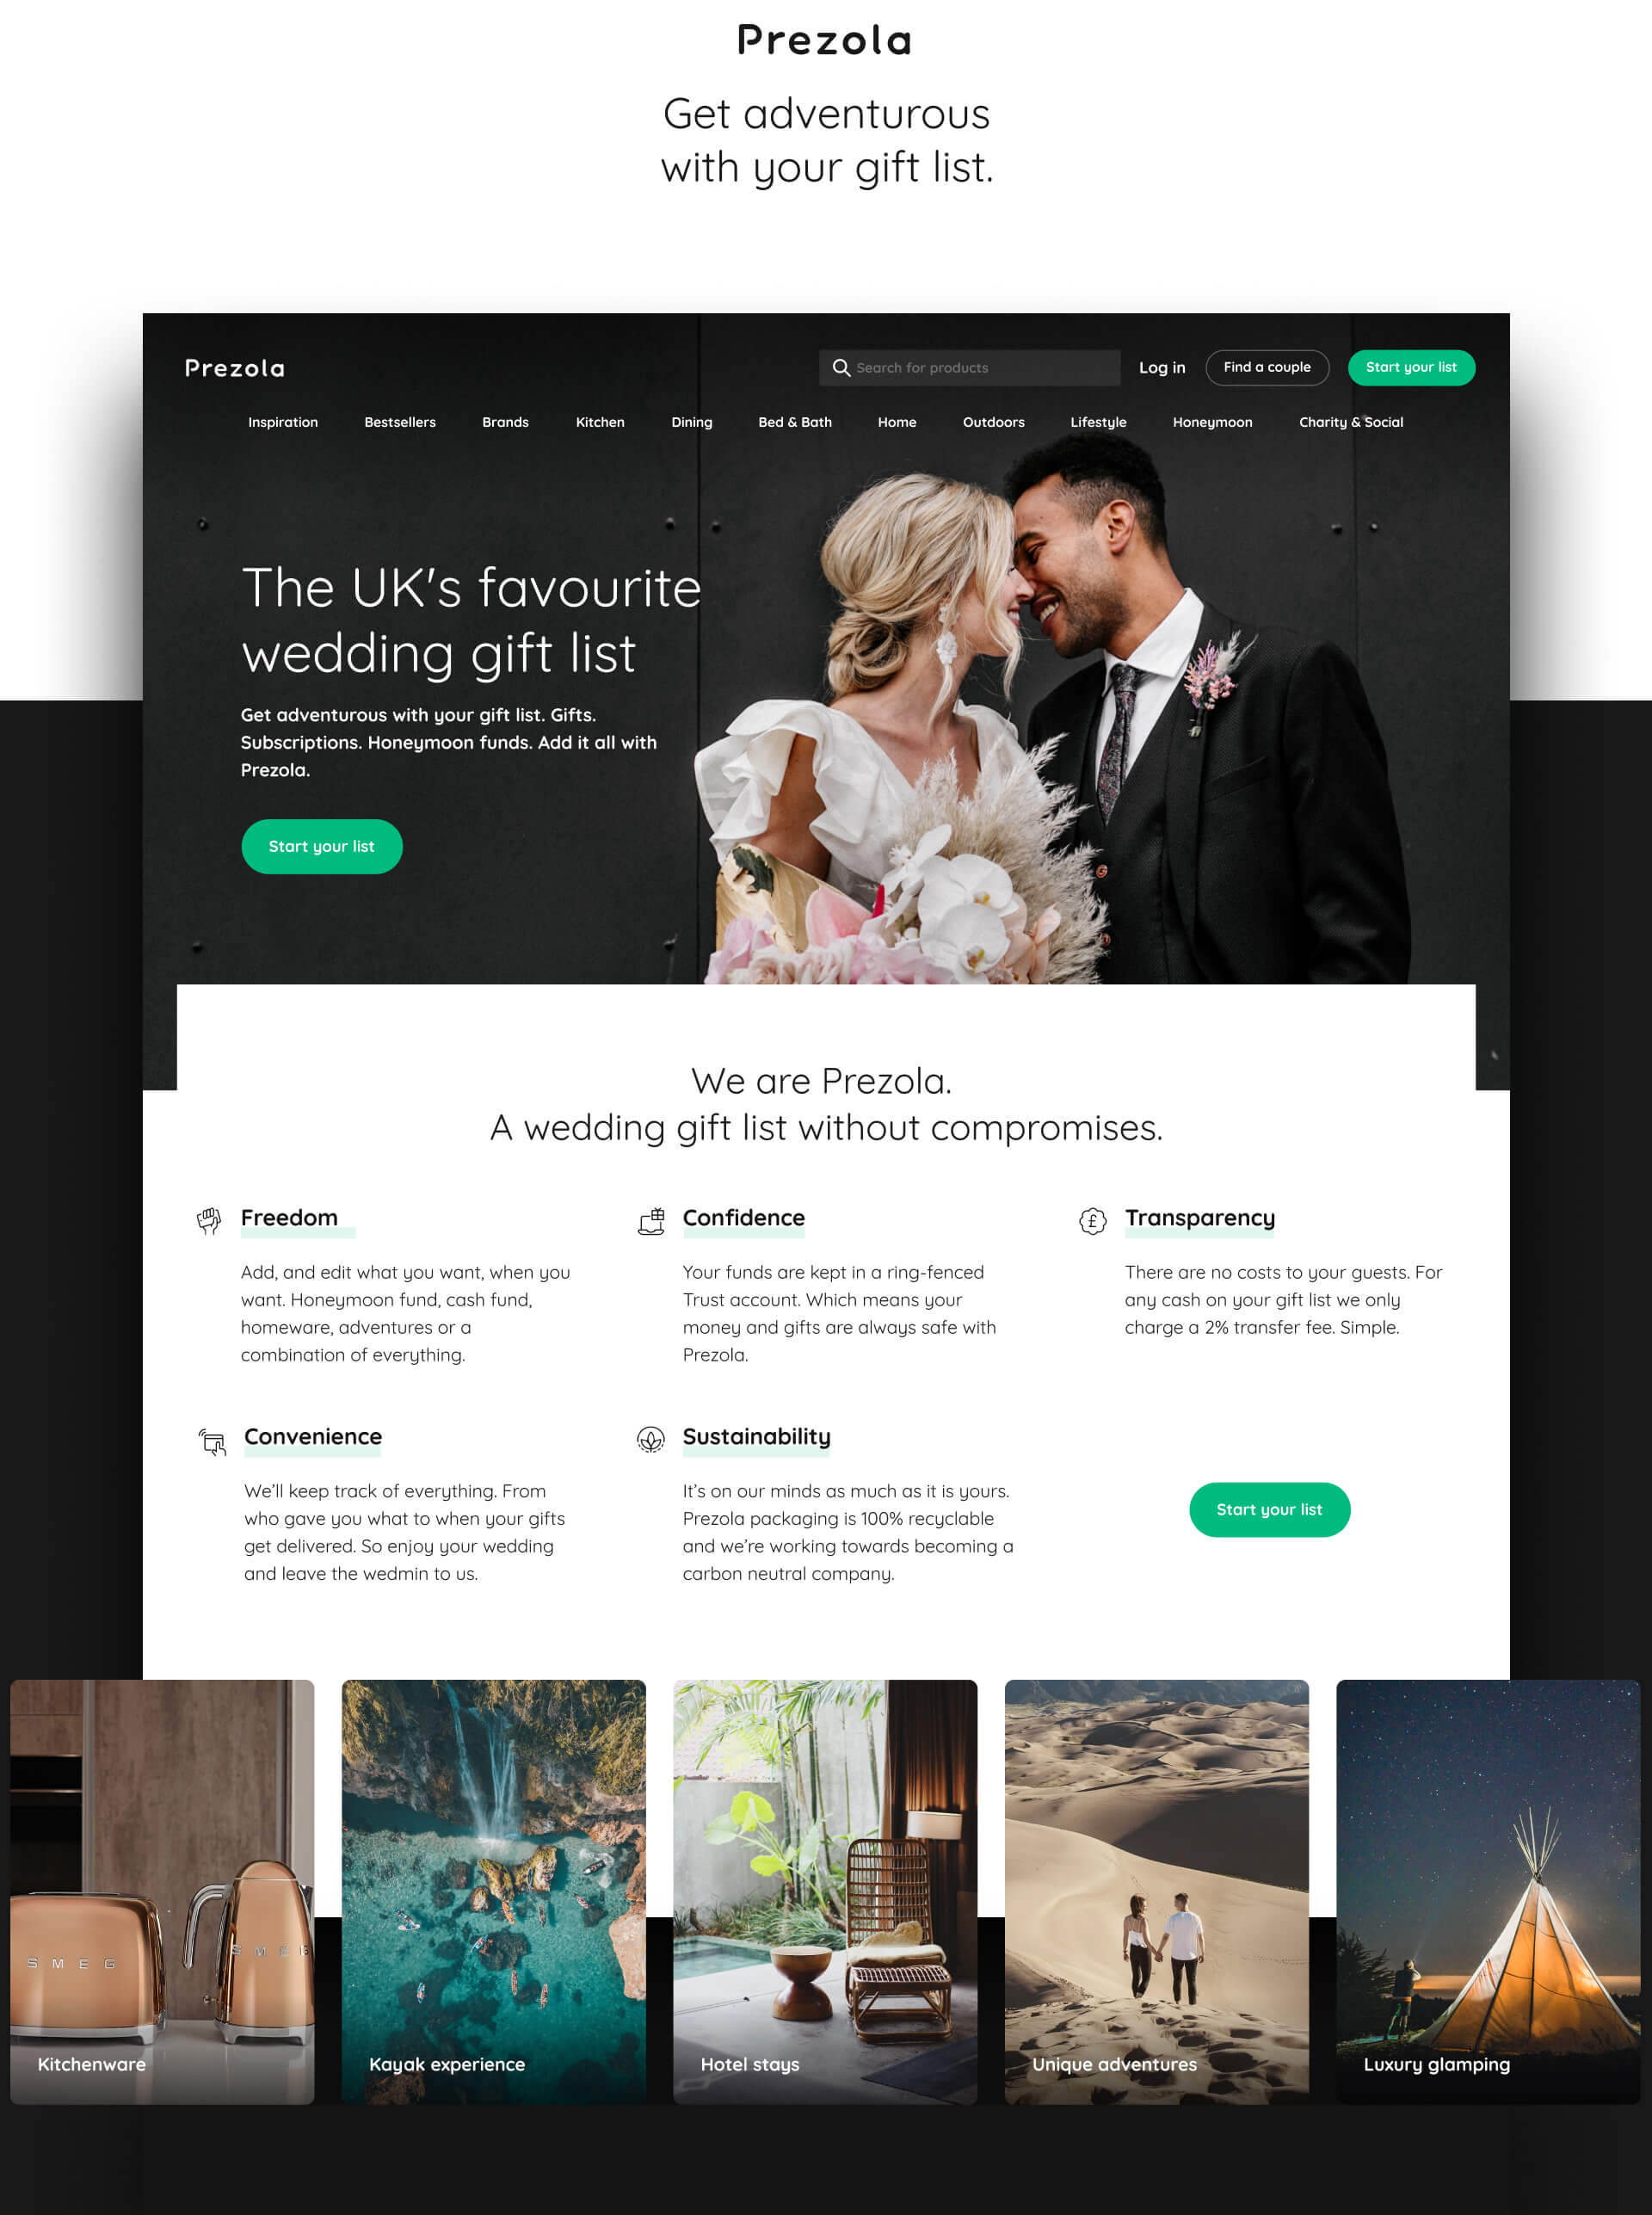 Prezola
Get adventurous
with your gift list.
Prezola
Search for products
Log in
Find a couple
Start your list
Inspiration
Bestsellers
Brands
Kitchen
Dining
Bed & Bath
Home
Outdoors
Lifestyle
Honeymoon
Charity & Social
The UK's favourite
wedding gift list
Get adventurous with your gift list. Gifts.
Subscriptions. Honeymoon funds. Add it all with
Prezola.
Start your list
We are Prezola.
A wedding gift list without compromises.
Freedom
Add, and edit what you want, when you
want. Honeymoon fund, cash fund,
homeware, adventures or a
combination of everything.
Confidence
Your funds are kept in a ring-fenced
Trust account. Which means your
money and gifts are always safe with
Prezola.
£
Transparency
There are no costs to your guests. For
any cash on your gift list we only
charge a 2% transfer fee. Simple.
Convenience
We’ll keep track of everything. From
who gave you what to when your gifts
get delivered. So enjoy your wedding
and leave the wedmin to us.
Sustainability
It’s on our minds as much as it is yours.
Prezola packaging is 100% recyclable
and we’re working towards becoming a
carbon neutral company.
Start your list
SMEG
SMEG
Kitchenware
Kayak experience
Hotel stays
Unique adventures
Luxury glamping